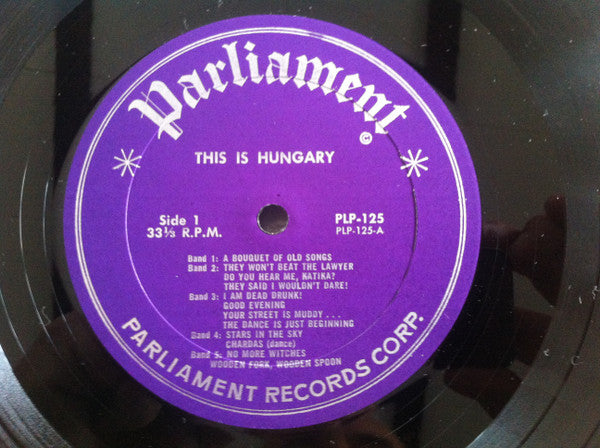 Parliament
©
THIS IS HUNGARY
Side 1
33⅓ R.P.M.
PLP-125
PLP-125-A
Band 1: A BOUQUET OF OLD SONGS
Band 2: THEY WON'T BEAT THE LAWYER
DO YOU HEAR ME, KATIKA?
THEY SAID I WOULDN'T DARE!
Band 3: I AM DEAD DRUNK!
GOOD EVENING
YOUR STREET IS MUDDY . . .
THE DANCE IS JUST BEGINNING
Band 4: STARS IN THE SKY
CHARDAS (dance)
Band 5: NO MORE WITCHES
WOODEN FORK, WOODEN SPOON
PARLIAMENT RECORDS CORP.